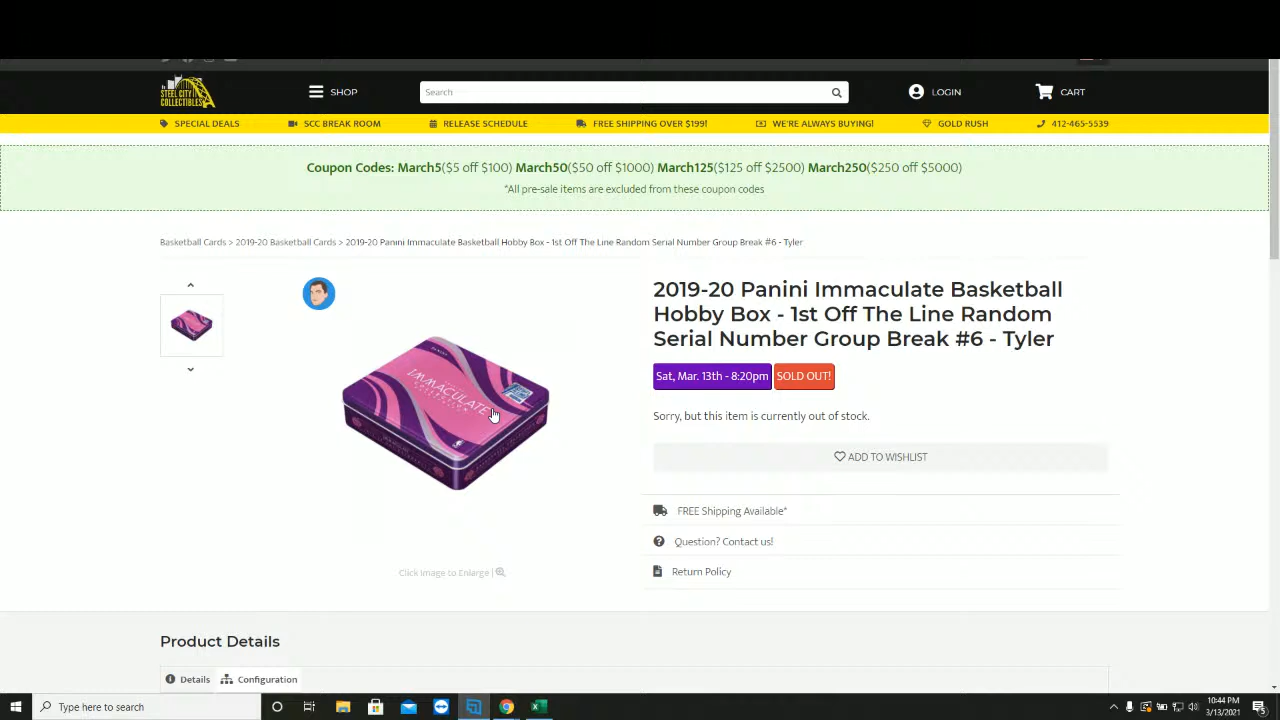 STEEL CITY
COLLECTIBLES
SHOP
Search
LOGIN
CART
SPECIAL DEALS
SCC BREAK ROOM
RELEASE SCHEDULE
FREE SHIPPING OVER $199!
WE'RE ALWAYS BUYING!
GOLD RUSH
412-465-5539
Coupon Codes: March5($5 off $100) March50($50 off $1000) March125($125 off $2500) March250($250 off $5000)
*All pre-sale items are excluded from these coupon codes
Basketball Cards > 2019-20 Basketball Cards > 2019-20 Panini Immaculate Basketball Hobby Box - 1st Off The Line Random Serial Number Group Break #6 - Tyler
IMMACULATE
COLLECTION
Click Image to Enlarge |
2019-20 Panini Immaculate Basketball
Hobby Box - 1st Off The Line Random
Serial Number Group Break #6 - Tyler
Sat, Mar. 13th - 8:20pm SOLD OUT!
Sorry, but this item is currently out of stock.
ADD TO WISHLIST
FREE Shipping Available*
Question? Contact us!
Return Policy
Product Details
Details
Configuration
Type here to search
10:44 PM
3/13/2021